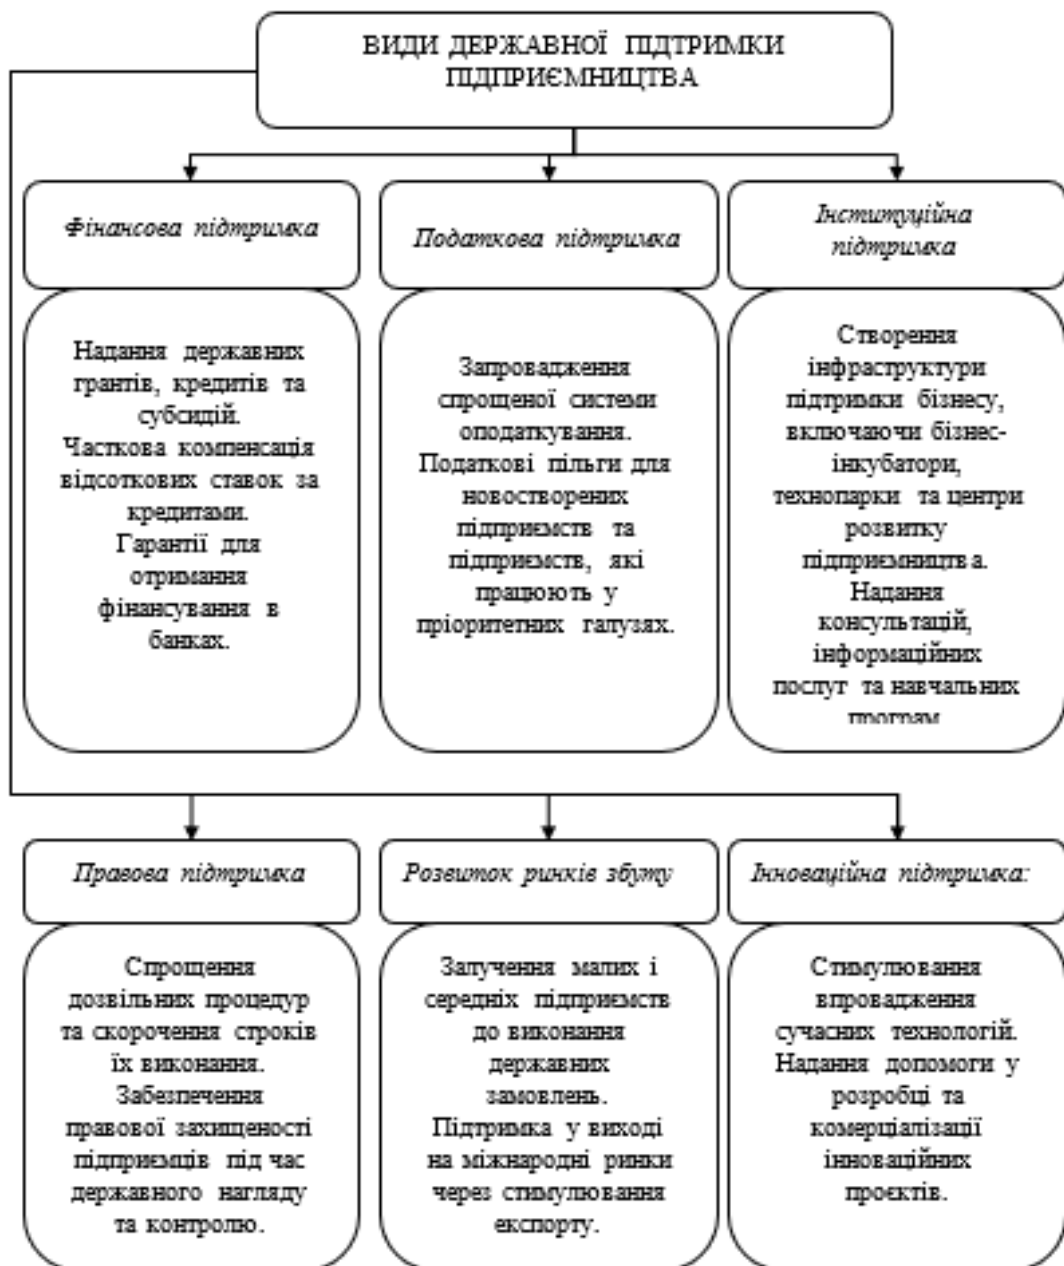 ВИДИ ДЕРЖАВНОЇ ПІДТРИМКИ
ПІДПРИЄМНИЦТВА
Фінансова підтримка
Податкова підтримка
Інституційна
підтримка
Надання державних
грантів, кредитів та
субсидій.
Часткова компенсація
відсоткових ставок за
кредитами.
Гарантії для
отримання
фінансування в
банках.
Запровадження
спрощеної системи
оподаткування.
Податкові пільги для
новостворених
підприємств та
підприємств, які
працюють у
пріоритетних галузях.
Створення
інфраструктури
підтримки бізнесу,
включаючи бізнес-
інкубатори,
технопарки та центри
розвитку
підприємництва.
Надання
консультацій,
інформаційних
послуг та навчальних
програм
Правова підтримка
Розвиток ринків збуту
Інноваційна підтримка:
Спрощення
дозвільних процедур
та скорочення строків
їх виконання.
Забезпечення
правової захищеності
підприємців під час
державного нагляду
та контролю.
Залучення малих і
середніх підприємств
до виконання
державних
замовлень.
Підтримка у виході
на міжнародні ринки
через стимулювання
експорту.
Стимулювання
впровадження
сучасних технологій.
Надання допомоги у
розробці та
комерціалізації
інноваційних
проєктів.